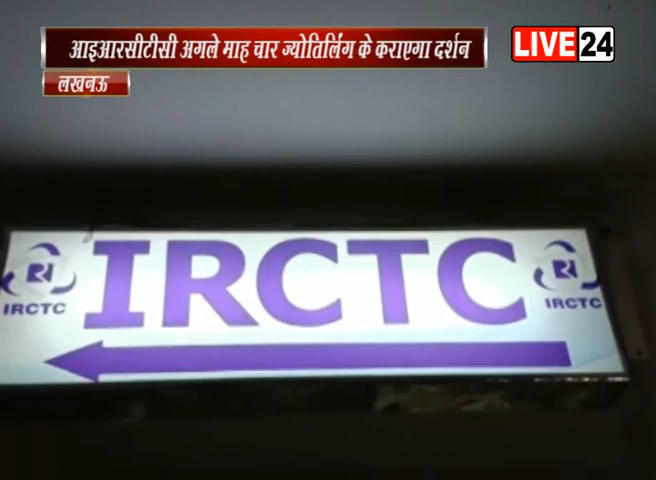 आइआरसीटीसी अगले माह चार ज्योतिर्लिंग के कराएगा दर्शन
LIVE24
लखनऊ
IRCTC
IRCTC
IRCTC